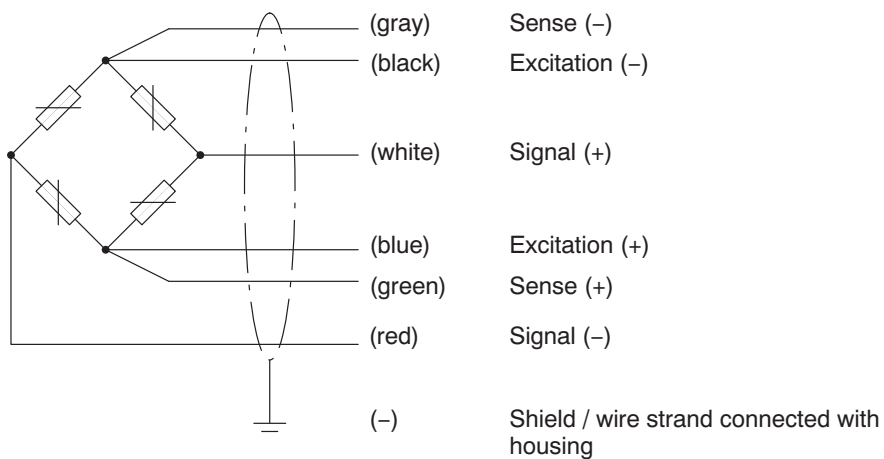 (gray) Sense (−)
(black) Excitation (−)
(white) Signal (+)
(blue) Excitation (+)
(green) Sense (+)
(red) Signal (−)
(−) Shield / wire strand connected with
housing